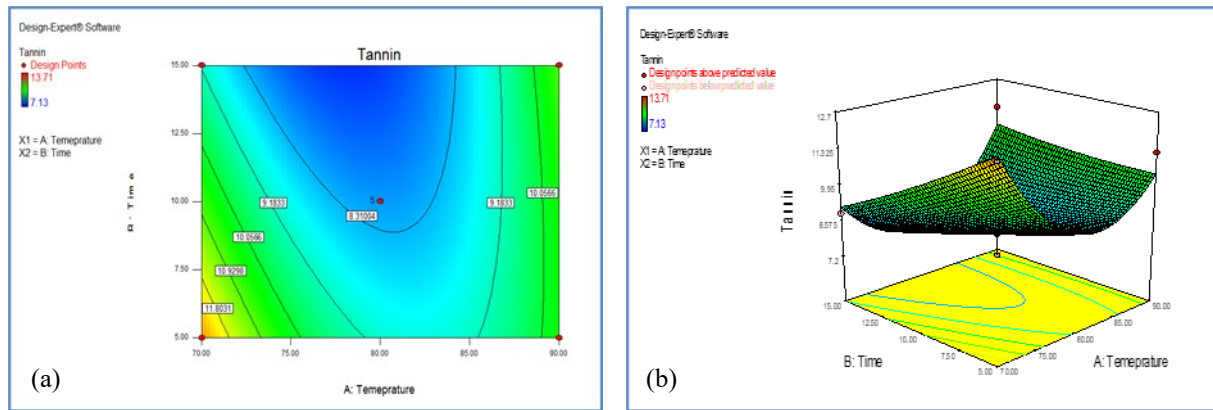 Design-Expert® Software
Tannin
Design Points
13.71
7.13
X1 = A: Temeprature
X2 = B: Time
Tannin
15.00
12.50
10.00
7.50
5.00
B: Time
9.1833
8.31004
5
9.1833
10.0566
10.0566
10.9298
11.8031
70.00
75.00
80.00
85.00
90.00
A: Temeprature
(a)
Design-Expert® Software
Tannin
Design points above predicted value
Design points below predicted value
13.71
7.13
X1 = A: Temeprature
X2 = B: Time
12.7
11.325
9.95
8.575
7.2
Tannin
15.00
12.50
10.00
7.50
5.00
70.00
75.00
80.00
85.00
90.00
B: Time
A: Temeprature
(b)